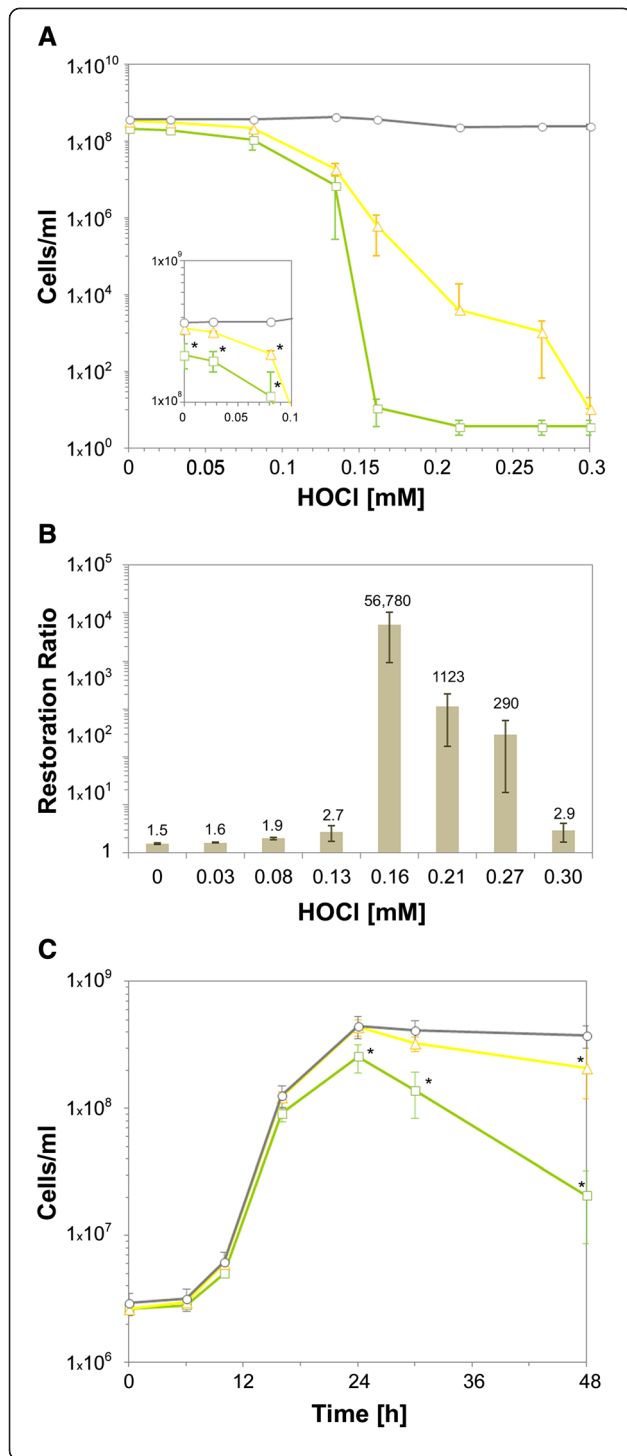 A
1x10^10
1x10^8
1x10^6
1x10^4
1x10^2
1x10^0
Cells/ml
1x10^9
1x10^8
* * *
*
0 0.05 0.1
0 0.05 0.1 0.15 0.2 0.25 0.3
HOCl [mM]
B
1x10^5
1x10^4
1x10^3
1x10^2
1x10^1
1
Restoration Ratio
1.5 1.6 1.9 2.7 56,780 1123 290 2.9
0 0.03 0.08 0.13 0.16 0.21 0.27 0.30
HOCl [mM]
C
1x10^9
1x10^8
1x10^7
1x10^6
Cells/ml
* * *
*
0 12 24 36 48
Time [h]